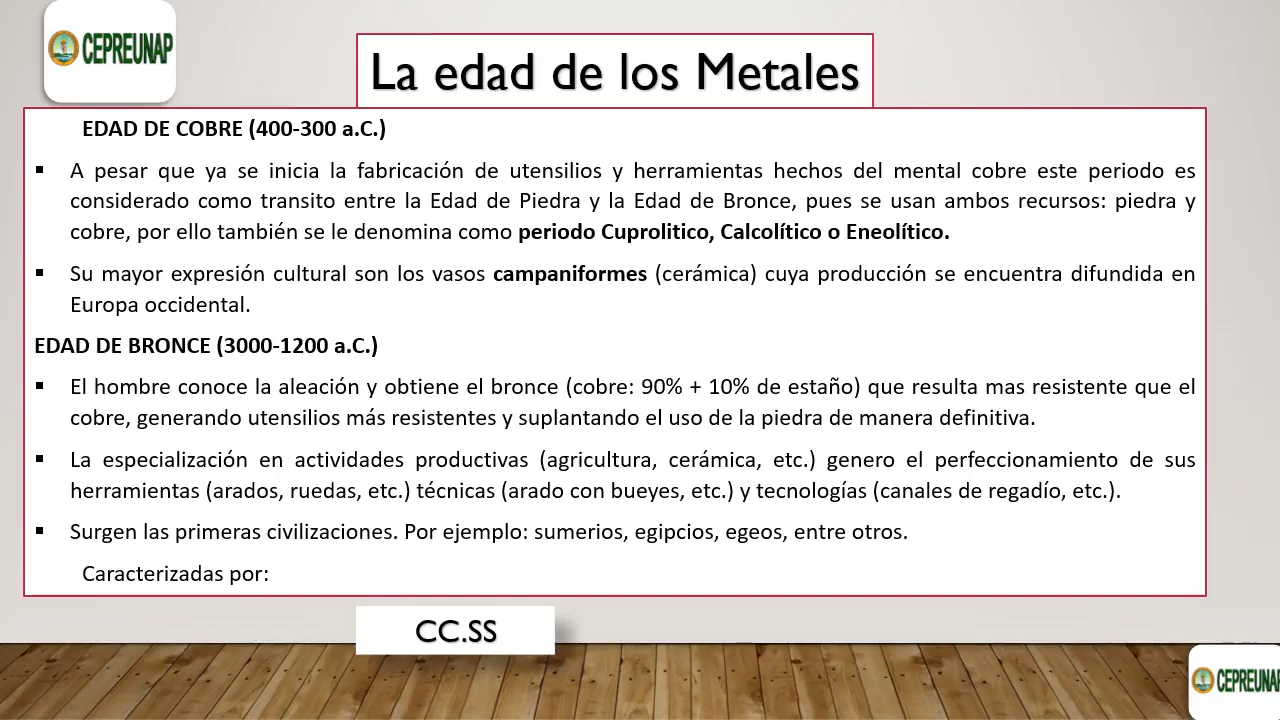 CEPREUNAP
La edad de los Metales
EDAD DE COBRE (400-300 a.C.)
▪ A pesar que ya se inicia la fabricación de utensilios y herramientas hechos del mental cobre este periodo es
considerado como transito entre la Edad de Piedra y la Edad de Bronce, pues se usan ambos recursos: piedra y
cobre, por ello también se le denomina como periodo Cuprolitico, Calcolítico o Eneolítico.
▪ Su mayor expresión cultural son los vasos campaniformes (cerámica) cuya producción se encuentra difundida en
Europa occidental.
EDAD DE BRONCE (3000-1200 a.C.)
▪ El hombre conoce la aleación y obtiene el bronce (cobre: 90% + 10% de estaño) que resulta mas resistente que el
cobre, generando utensilios más resistentes y suplantando el uso de la piedra de manera definitiva.
▪ La especialización en actividades productivas (agricultura, cerámica, etc.) genero el perfeccionamiento de sus
herramientas (arados, ruedas, etc.) técnicas (arado con bueyes, etc.) y tecnologías (canales de regadío, etc.).
▪ Surgen las primeras civilizaciones. Por ejemplo: sumerios, egipcios, egeos, entre otros.
Caracterizadas por:
CC.SS
CEPREUNAP